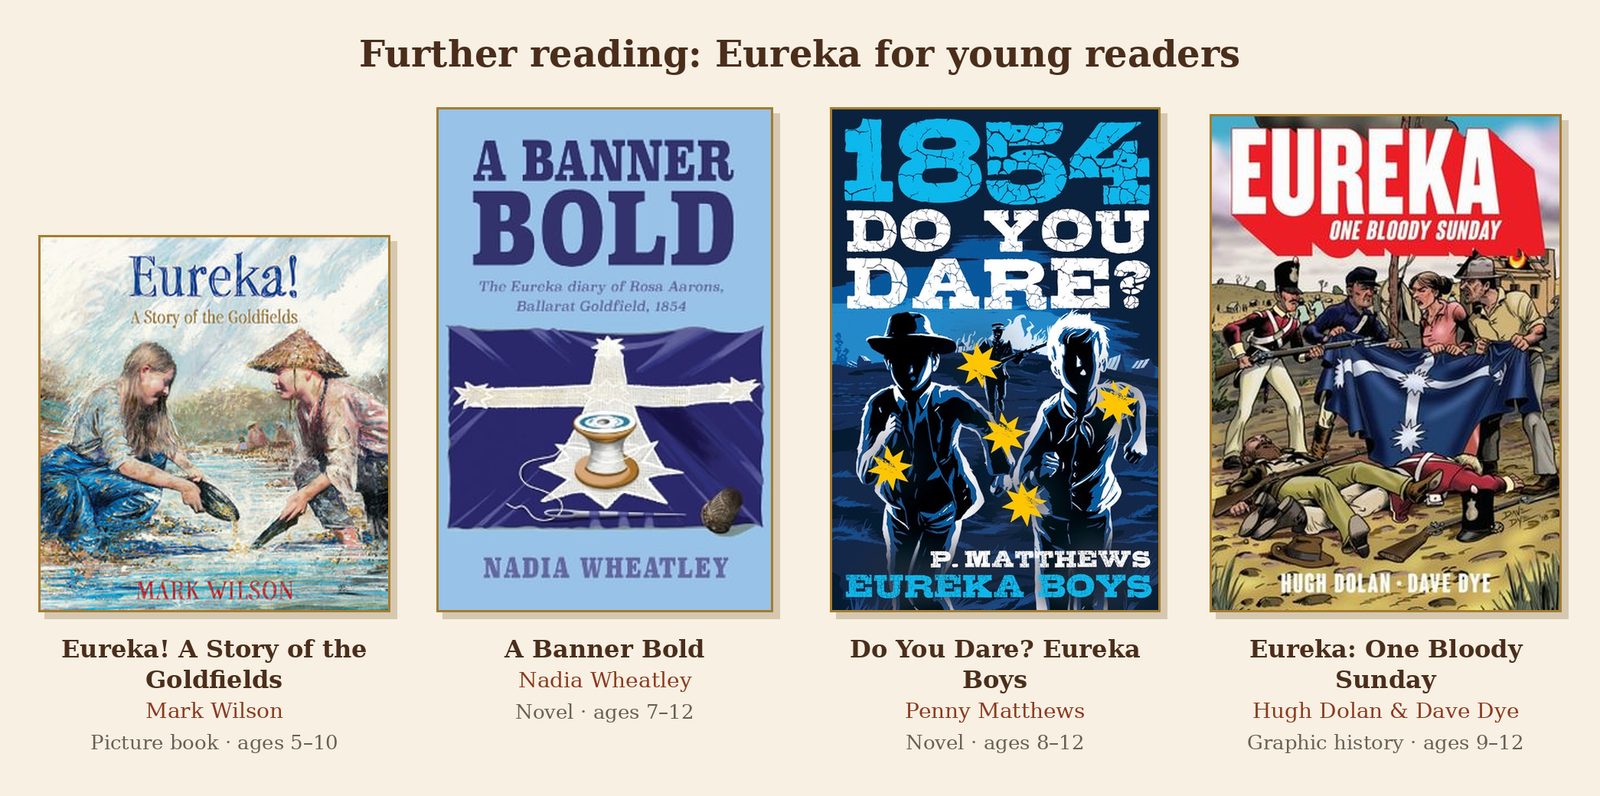 Further reading: Eureka for young readers
Eureka!
A Story of the Goldfields
MARK WILSON
Eureka! A Story of the
Goldfields
Mark Wilson
Picture book · ages 5–10
A BANNER
BOLD
The Eureka diary of Rosa Aarons,
Ballarat Goldfield, 1854
NADIA WHEATLEY
A Banner Bold
Nadia Wheatley
Novel · ages 7–12
1854
DO YOU
DARE?
P. MATTHEWS
EUREKA BOYS
Do You Dare? Eureka
Boys
Penny Matthews
Novel · ages 8–12
EUREKA
ONE BLOODY SUNDAY
DAVE
DYE
HUGH DOLAN · DAVE DYE
Eureka: One Bloody
Sunday
Hugh Dolan & Dave Dye
Graphic history · ages 9–12